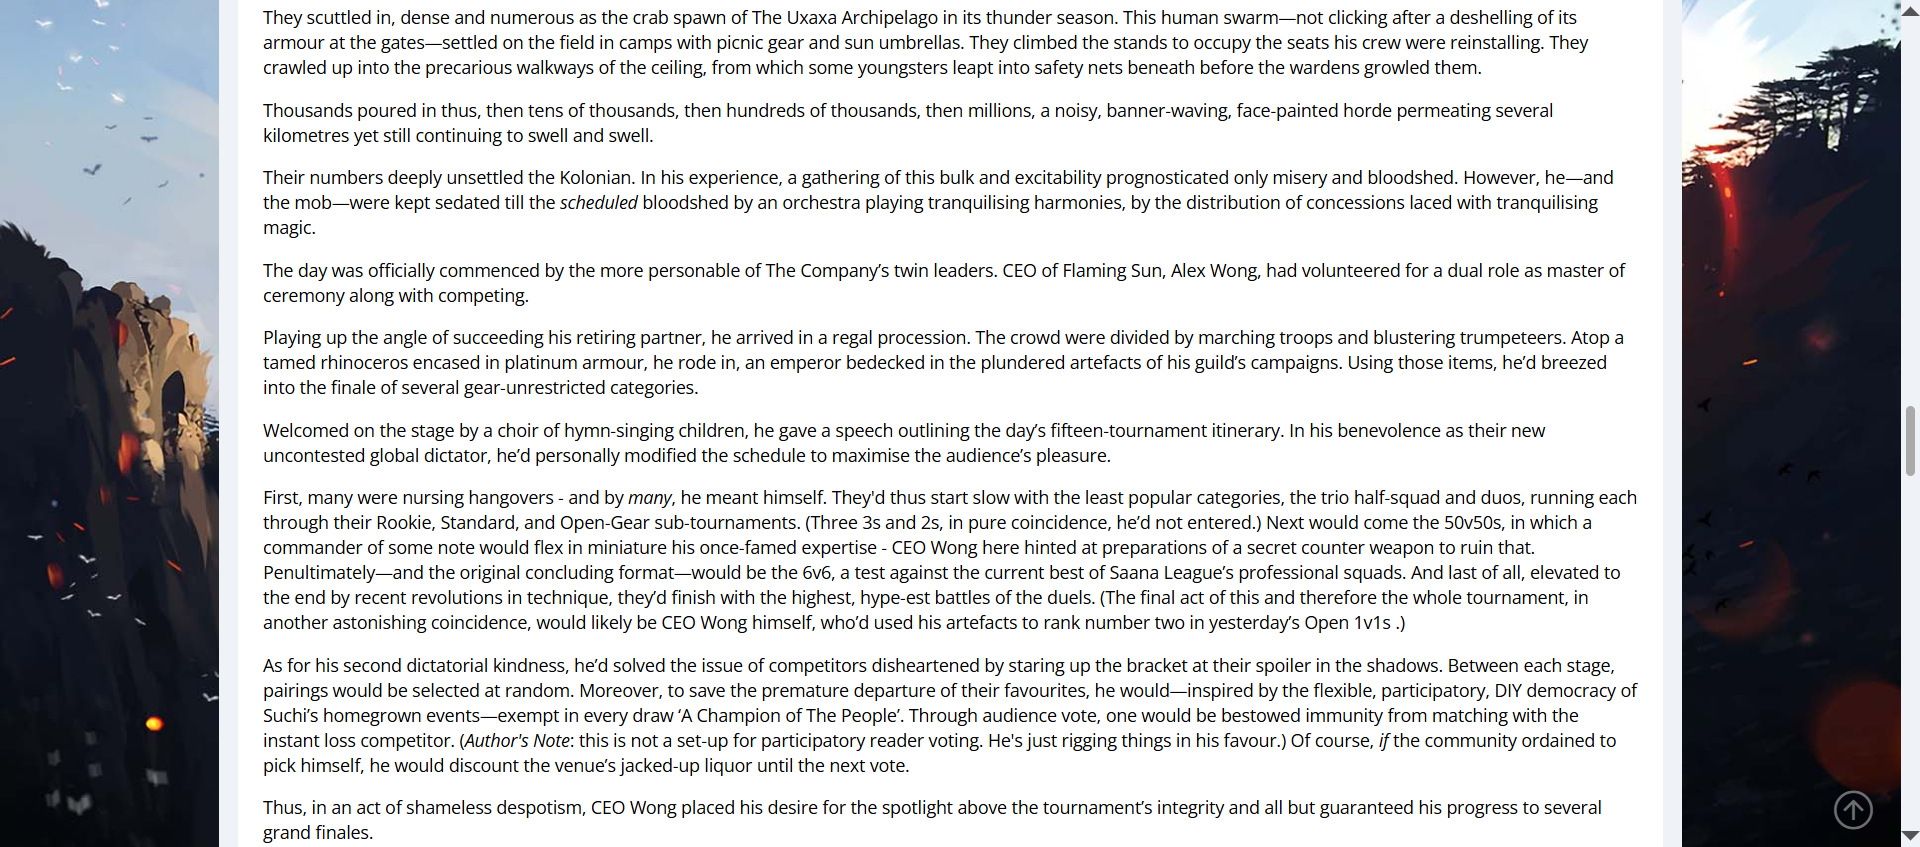 They scuttled in, dense and numerous as the crab spawn of The Uxaxa Archipelago in its thunder season. This human swarm—not clicking after a deshelling of its
armour at the gates—settled on the field in camps with picnic gear and sun umbrellas. They climbed the stands to occupy the seats his crew were reinstalling. They
crawled up into the precarious walkways of the ceiling, from which some youngsters leapt into safety nets beneath before the wardens growled them.
Thousands poured in thus, then tens of thousands, then hundreds of thousands, then millions, a noisy, banner-waving, face-painted horde permeating several
kilometres yet still continuing to swell and swell.
Their numbers deeply unsettled the Kolonian. In his experience, a gathering of this bulk and excitability prognosticated only misery and bloodshed. However, he—and
the mob—were kept sedated till the scheduled bloodshed by an orchestra playing tranquilising harmonies, by the distribution of concessions laced with tranquilising
magic.
The day was officially commenced by the more personable of The Company’s twin leaders. CEO of Flaming Sun, Alex Wong, had volunteered for a dual role as master of
ceremony along with competing.
Playing up the angle of succeeding his retiring partner, he arrived in a regal procession. The crowd were divided by marching troops and blustering trumpeteers. Atop a
tamed rhinoceros encased in platinum armour, he rode in, an emperor bedecked in the plundered artefacts of his guild’s campaigns. Using those items, he’d breezed
into the finale of several gear-unrestricted categories.
Welcomed on the stage by a choir of hymn-singing children, he gave a speech outlining the day’s fifteen-tournament itinerary. In his benevolence as their new
uncontested global dictator, he’d personally modified the schedule to maximise the audience’s pleasure.
First, many were nursing hangovers - and by many, he meant himself. They'd thus start slow with the least popular categories, the trio half-squad and duos, running each
through their Rookie, Standard, and Open-Gear sub-tournaments. (Three 3s and 2s, in pure coincidence, he’d not entered.) Next would come the 50v50s, in which a
commander of some note would flex in miniature his once-famed expertise - CEO Wong here hinted at preparations of a secret counter weapon to ruin that.
Penultimately—and the original concluding format—would be the 6v6, a test against the current best of Saana League’s professional squads. And last of all, elevated to
the end by recent revolutions in technique, they’d finish with the highest, hype-est battles of the duels. (The final act of this and therefore the whole tournament, in
another astonishing coincidence, would likely be CEO Wong himself, who’d used his artefacts to rank number two in yesterday’s Open 1v1s .)
As for his second dictatorial kindness, he’d solved the issue of competitors disheartened by staring up the bracket at their spoiler in the shadows. Between each stage,
pairings would be selected at random. Moreover, to save the premature departure of their favourites, he would—inspired by the flexible, participatory, DIY democracy of
Suchi’s homegrown events—exempt in every draw ‘A Champion of The People’. Through audience vote, one would be bestowed immunity from matching with the
instant loss competitor. (Author's Note: this is not a set-up for participatory reader voting. He's just rigging things in his favour.) Of course, if the community ordained to
pick himself, he would discount the venue’s jacked-up liquor until the next vote.
Thus, in an act of shameless despotism, CEO Wong placed his desire for the spotlight above the tournament’s integrity and all but guaranteed his progress to several
grand finales.